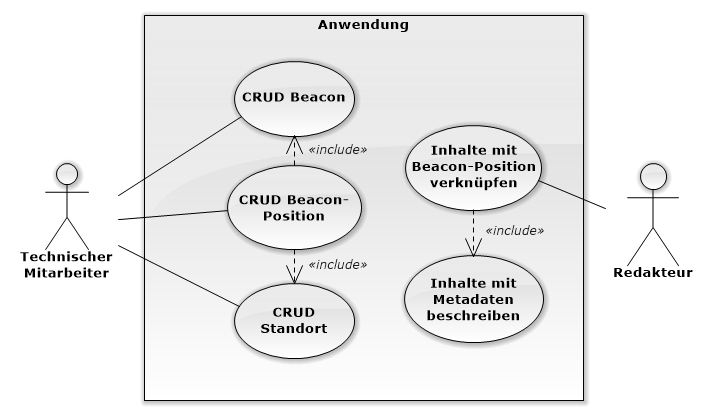 Anwendung
CRUD Beacon
«include»
CRUD Beacon-
Position
«include»
CRUD
Standort
Inhalte mit
Beacon-Position
verknüpfen
«include»
Inhalte mit
Metadaten
beschreiben
Technischer
Mitarbeiter
Redakteur